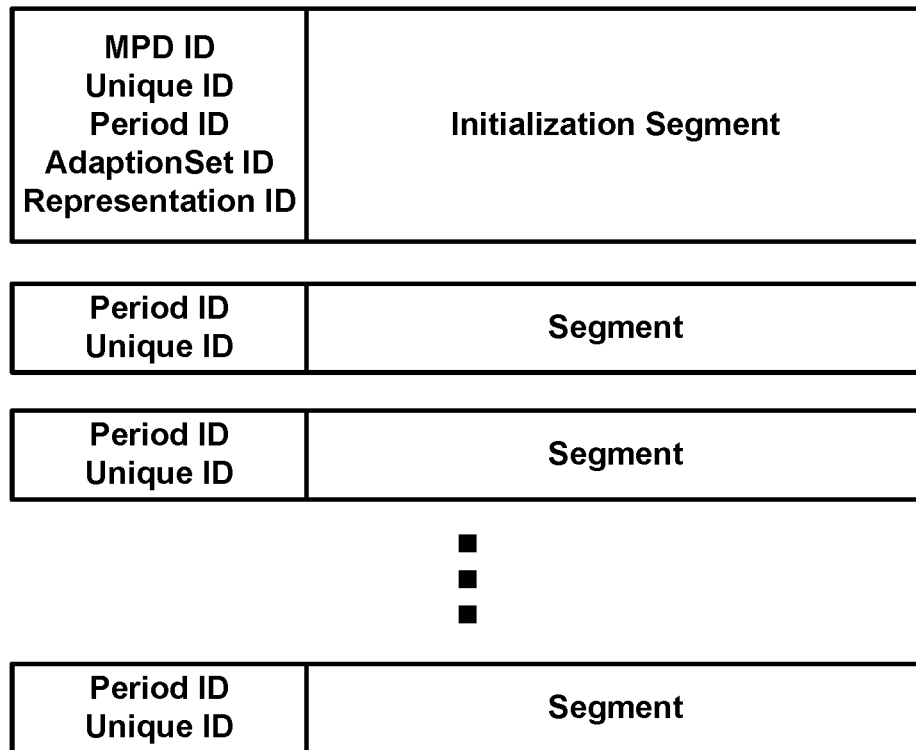 MPD ID
Unique ID
Period ID
AdaptionSet ID
Representation ID
Initialization Segment
Period ID
Unique ID
Segment
Period ID
Unique ID
Segment
Period ID
Unique ID
Segment